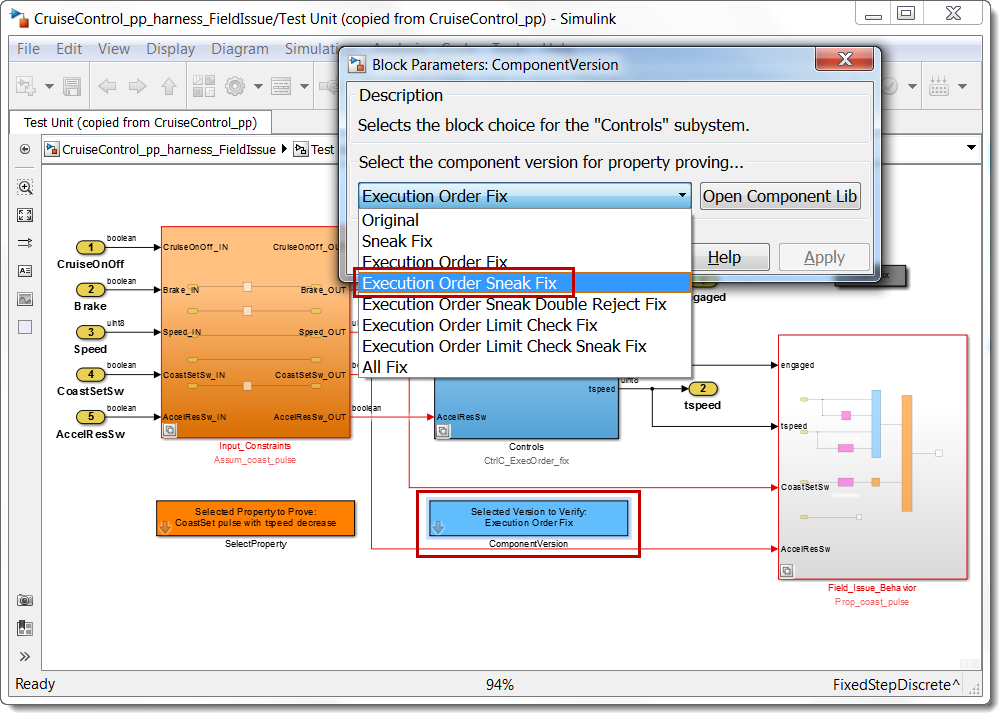 CruiseControl_pp_harness_FieldIssue/Test Unit (copied from CruiseControl_pp) - Simulink
File Edit View Display Diagram
Block Parameters: ComponentVersion
Description
Selects the block choice for the "Controls" subsystem.
Select the component version for property proving...
Execution Order Fix
Open Component Lib
Original
Sneak Fix
Execution Order Fix
Execution Order Sneak Fix
Execution Order Sneak Double Reject Fix
Execution Order Limit Check Fix
Execution Order Limit Check Sneak Fix
All Fix
Help
Apply
Test Unit (copied from CruiseControl_pp)
CruiseControl_pp_harness_FieldIssue
Test
1
boolean
CruiseOnOff
2
boolean
Brake
3
uint8
Speed
4
boolean
CoastSetSw
5
boolean
AccelResSw
CruiseOnOff_IN
Brake_IN
Brake_OUT
Speed_IN
Speed_OUT
CoastSetSw_IN
CoastSetSw_OUT
AccelResSw_IN
AccelResSw_OUT
Input_Constraints
Assum_coast_pulse
boolean
AccelResSw
tspeed
Controls
CtrlC_ExecOrder_fix
uint8
2
tspeed
engaged
tspeed
CoastSetSw
AccelResSw
Field_Issue_Behavior
Prop_coast_pulse
Selected Property to Prove:
CoastSet pulse with tspeed decrease
SelectProperty
Selected Version to Verify:
Execution Order Fix
ComponentVersion
Ready
94%
FixedStepDiscrete^